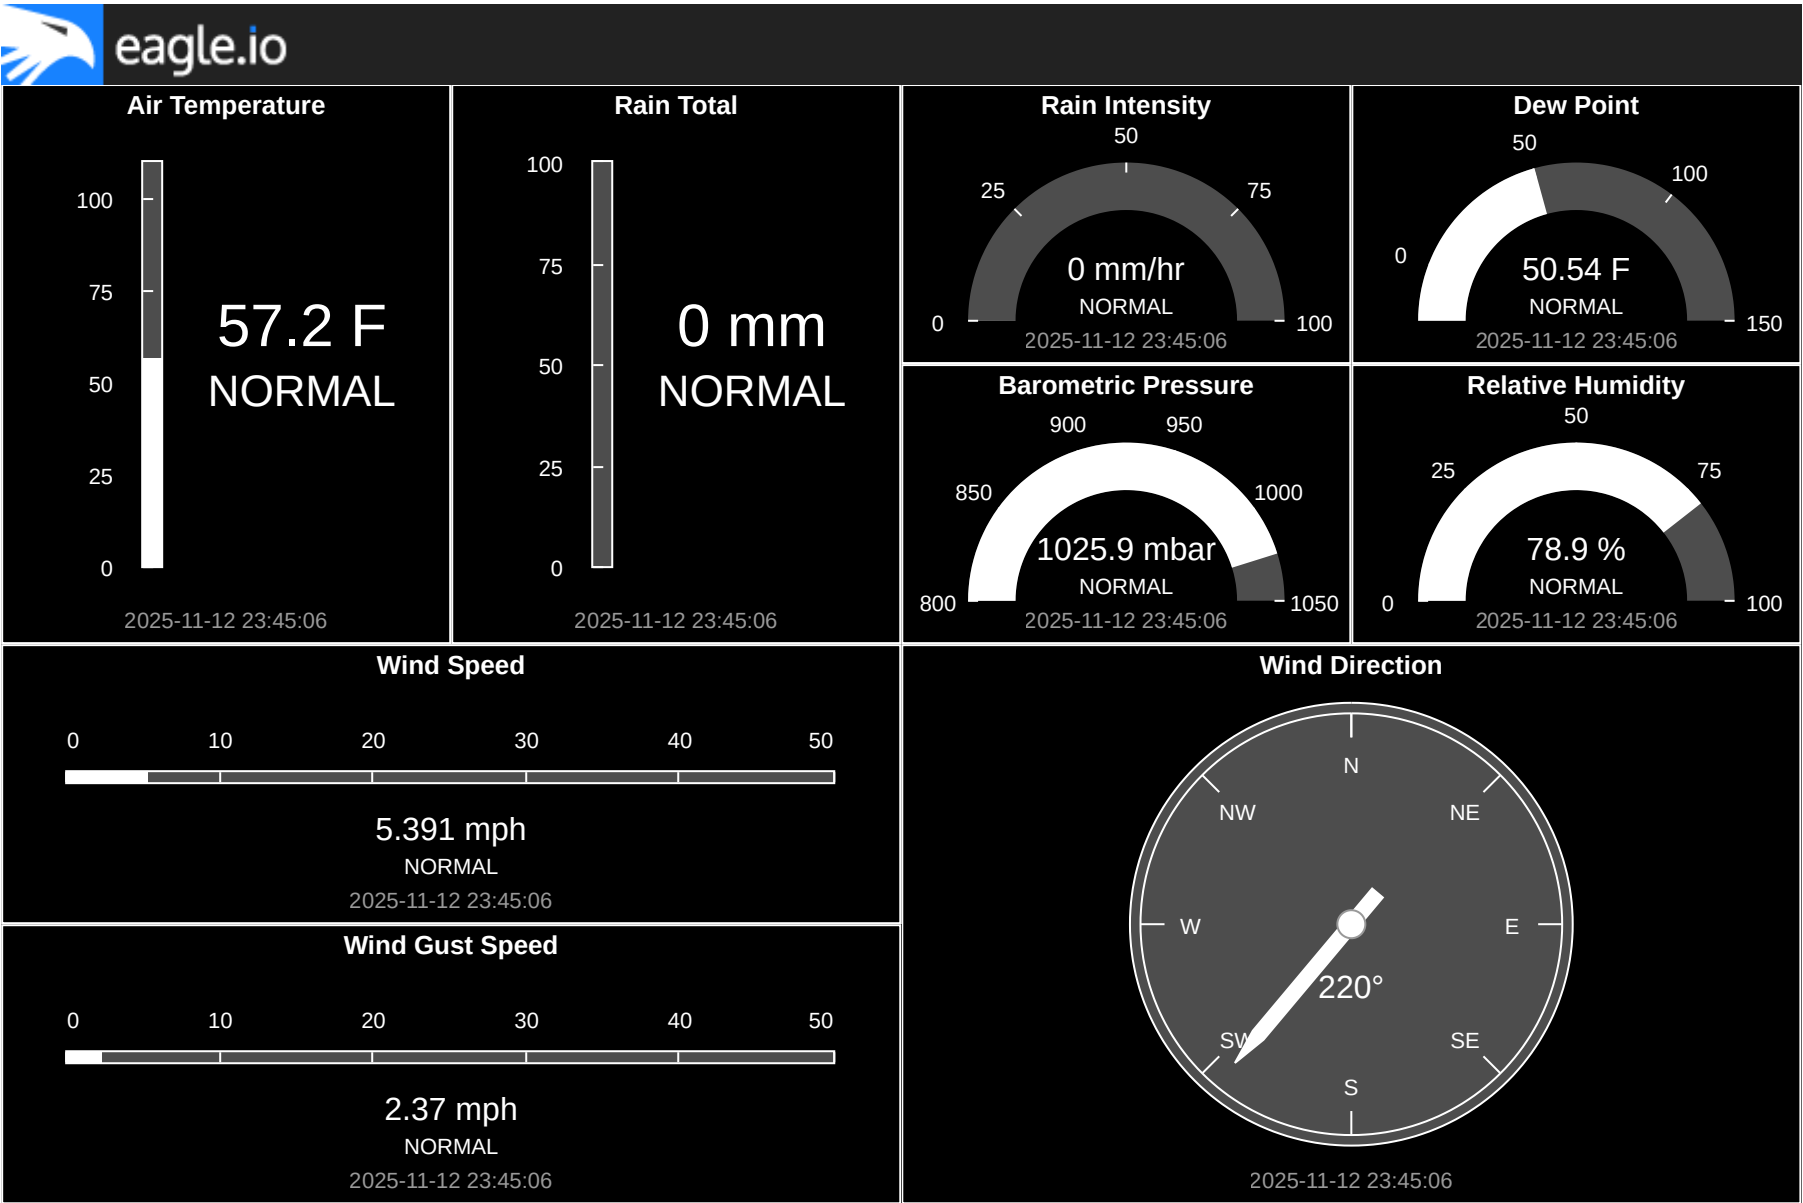 eagle.io
Air Temperature
100
75
50
25
0
57.2 F
NORMAL
2025-11-12 23:45:06
Rain Total
100
75
50
25
0
0 mm
NORMAL
2025-11-12 23:45:06
Rain Intensity
0
25
50
75
100
0 mm/hr
NORMAL
2025-11-12 23:45:06
Dew Point
0
50
100
150
50.54 F
NORMAL
2025-11-12 23:45:06
Barometric Pressure
800
850
900
950
1000
1050
1025.9 mbar
NORMAL
2025-11-12 23:45:06
Relative Humidity
0
25
50
75
100
78.9 %
NORMAL
2025-11-12 23:45:06
Wind Speed
0 10 20 30 40 50
5.391 mph
NORMAL
2025-11-12 23:45:06
Wind Gust Speed
0 10 20 30 40 50
2.37 mph
NORMAL
2025-11-12 23:45:06
Wind Direction
N
NW NE
W E
220°
SW SE
S
2025-11-12 23:45:06